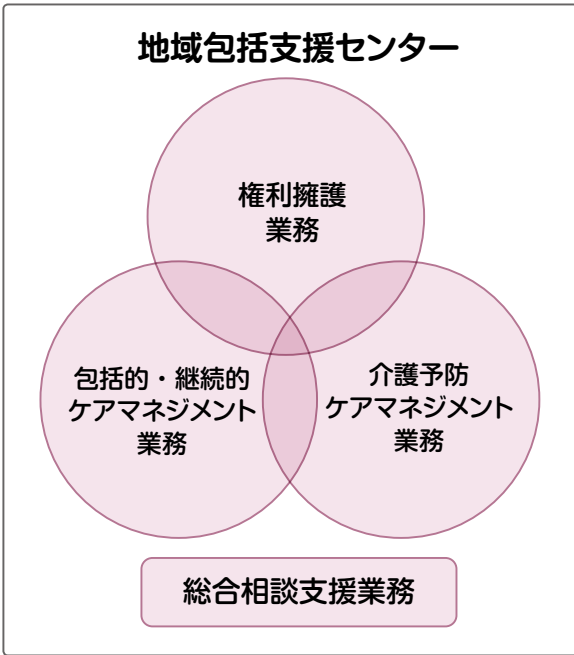 地域包括支援センター
権利擁護
業務
包括的・継続的
ケアマネジメント
業務
介護予防
ケアマネジメント
業務
総合相談支援業務